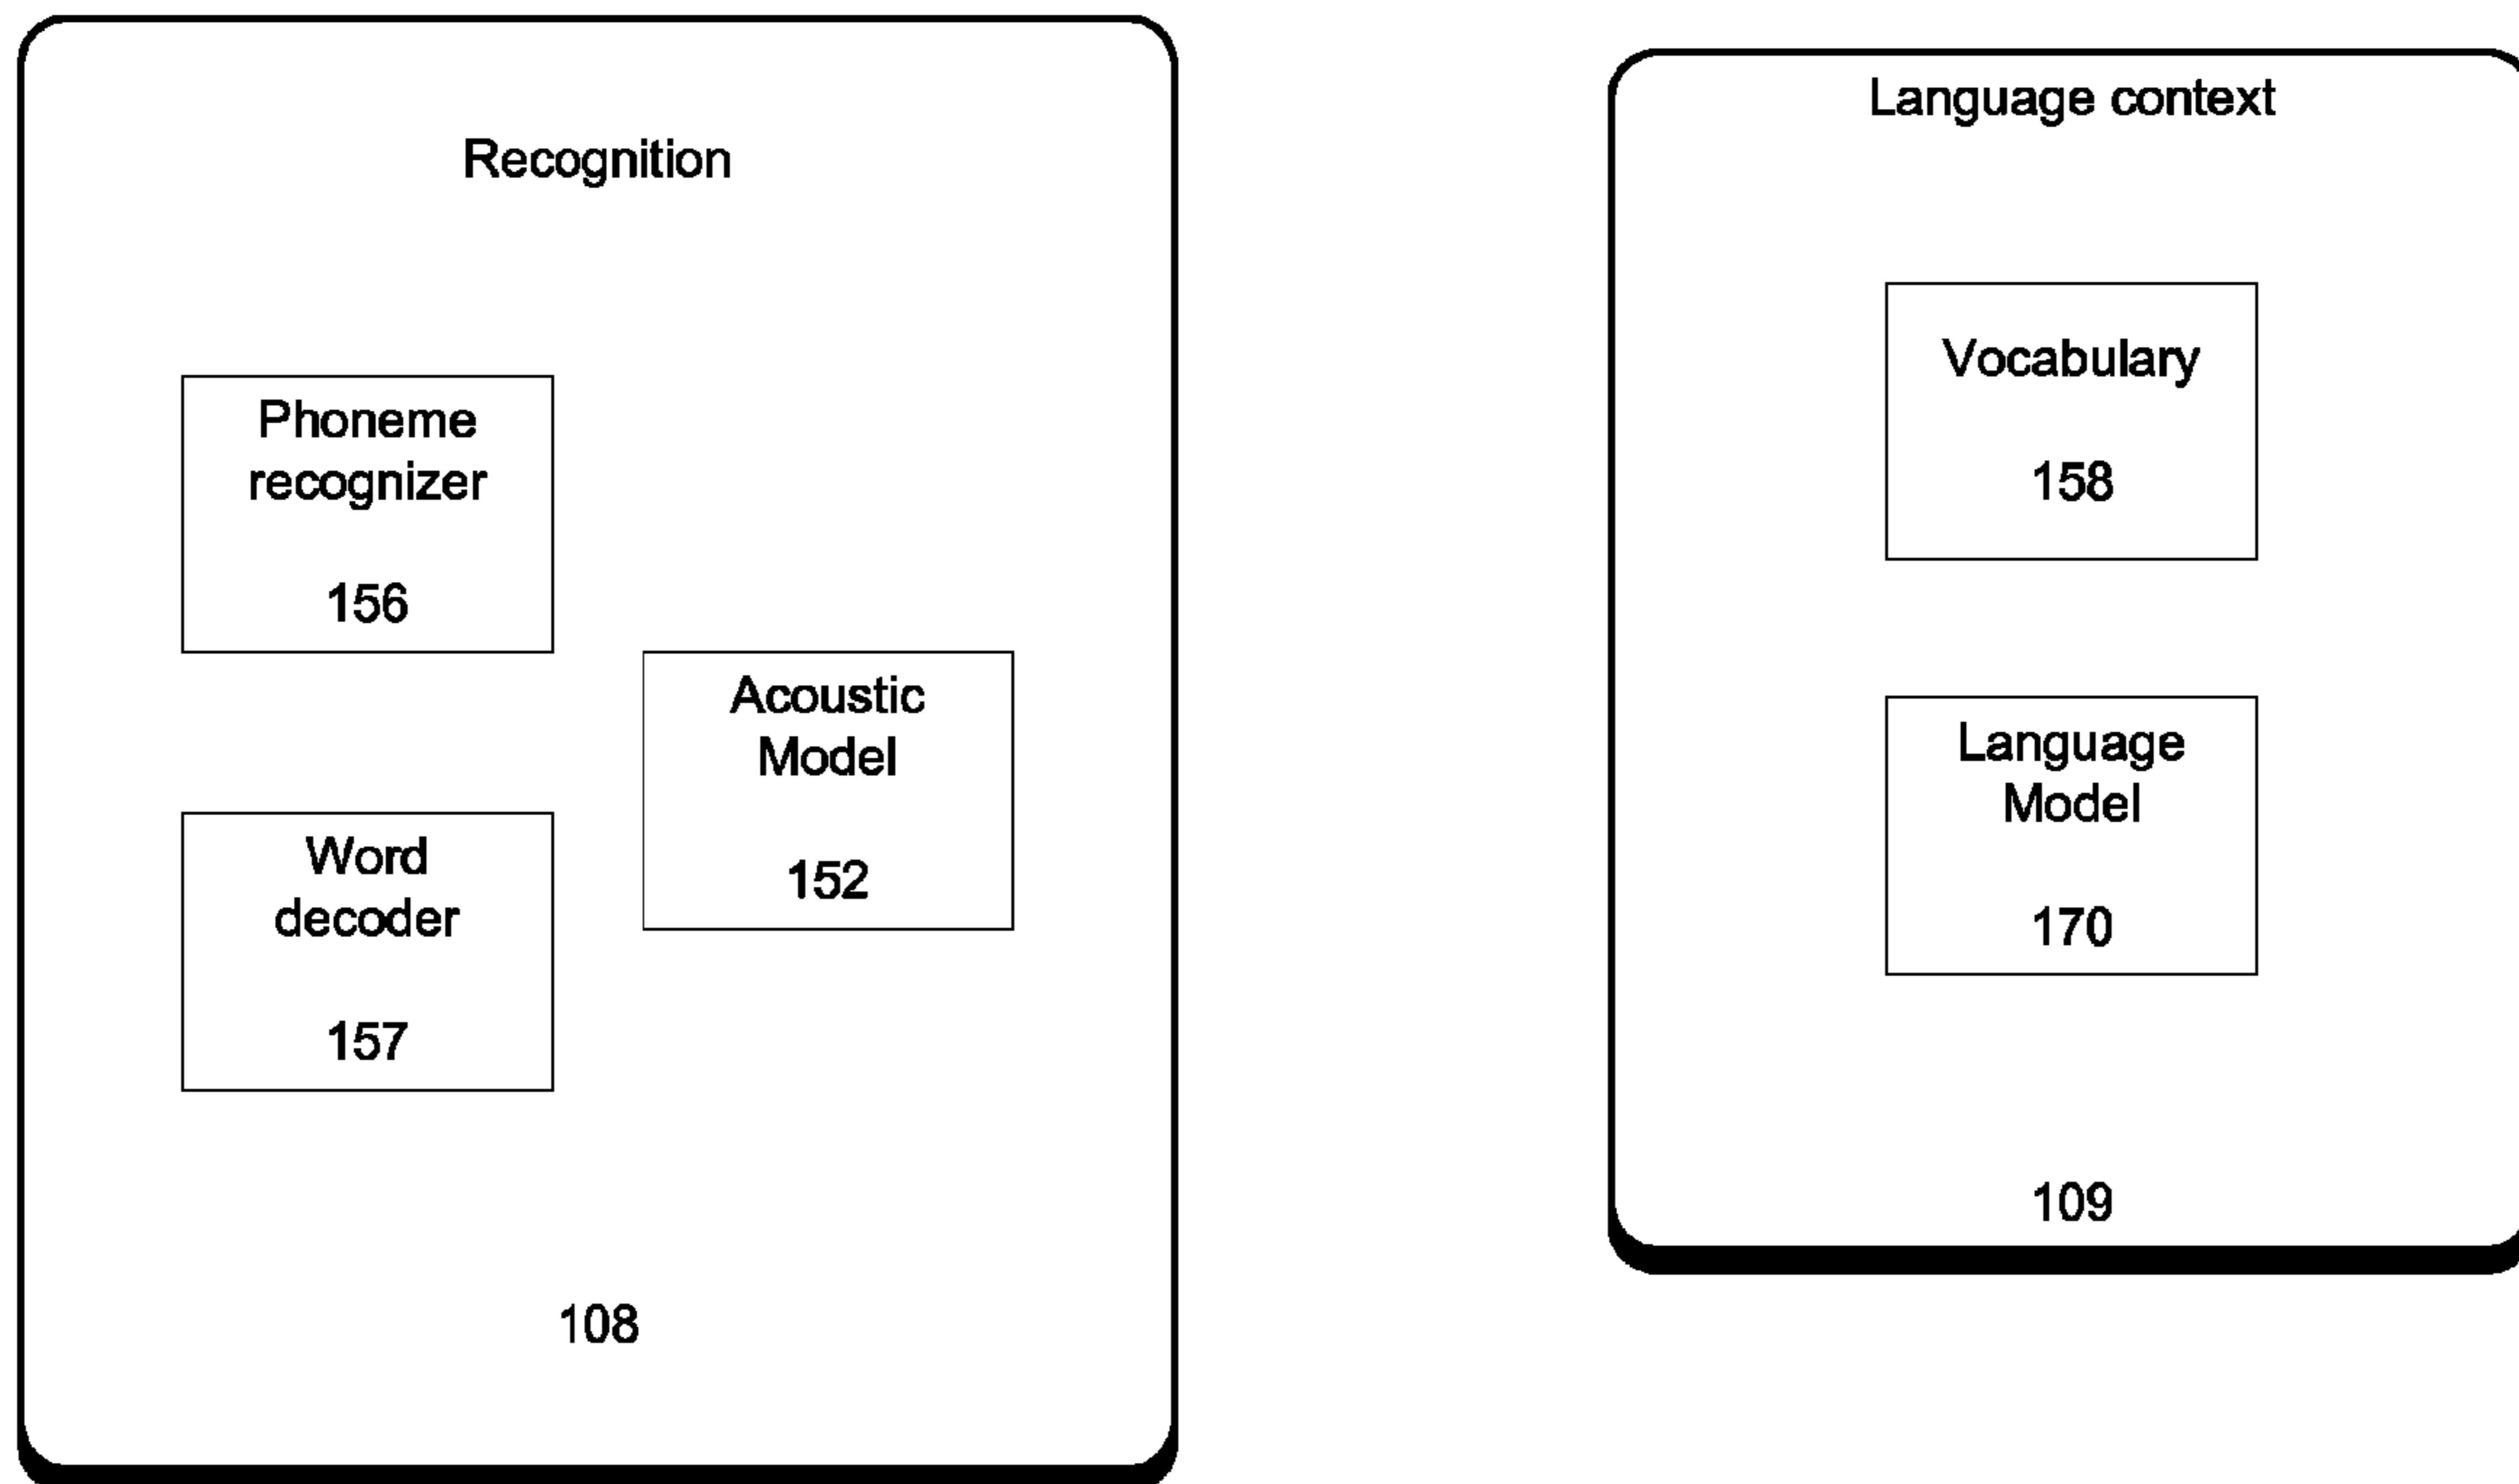 Recognition
Phoneme
recognizer
156
Acoustic
Model
152
Word
decoder
157
108
Language context
Vocabulary
158
Language
Model
170
109